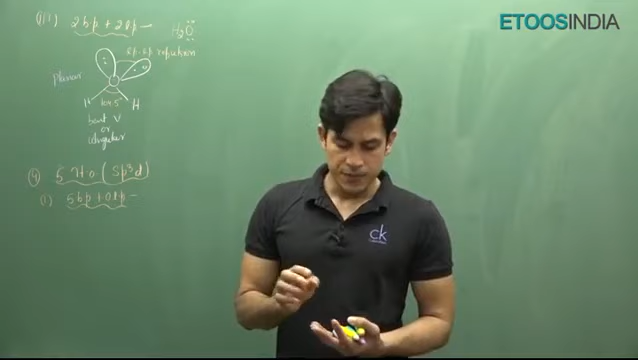 (iii) 2bp + 2lp – H₂O
lp-lp repulsion
planar
H 104.5° H
bent V
or
angular
(4) 5 H.O. (sp³d)
(i) 5bp + 0lp –
ETOOSINDIA
ck